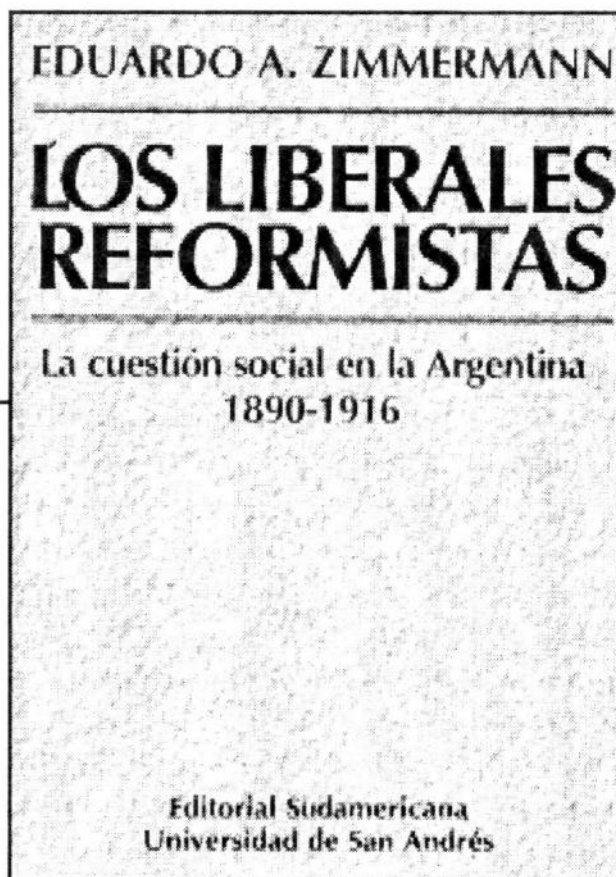 EDUARDO A. ZIMMERMANN
LOS LIBERALES
REFORMISTAS
La cuestión social en la Argentina
1890-1916
Editorial Sudamericana
Universidad de San Andrés